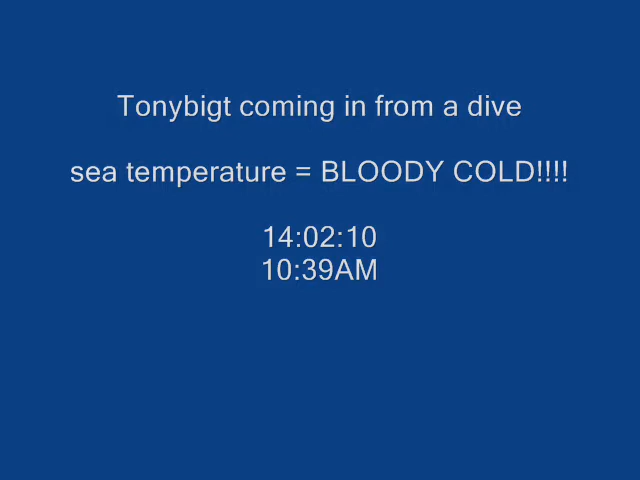 Tonybigt coming in from a dive
sea temperature = BLOODY COLD!!!!
14:02:10
10:39AM